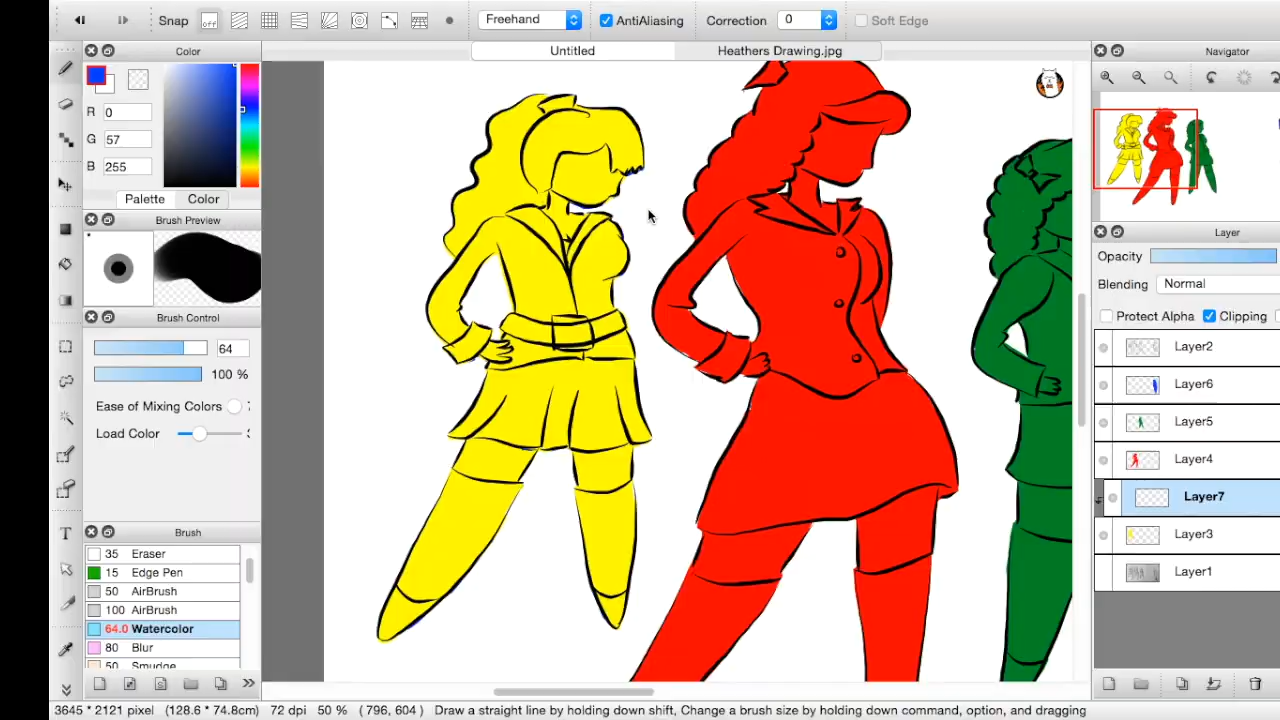 Snap off Freehand AntiAliasing Correction 0 Soft Edge
Color Untitled Heathers Drawing.jpg Navigator
R 0
G 57
B 255
Palette Color
Brush Preview
Layer
Opacity
Blending Normal
Protect Alpha Clipping
Brush Control
64
100 %
Ease of Mixing Colors
Load Color
Layer2
Layer6
Layer5
Layer4
Layer7
Layer3
Layer1
Brush
35 Eraser
15 Edge Pen
50 AirBrush
100 AirBrush
64.0 Watercolor
80 Blur
50 Smudge
T
3645 * 2121 pixel (128.6 * 74.8cm) 72 dpi 50 % (796, 604) Draw a straight line by holding down shift, Change a brush size by holding down command, option, and dragging